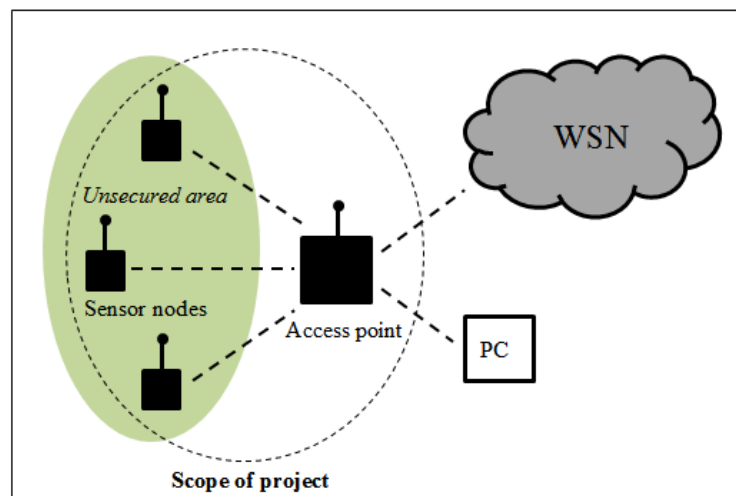 WSN
Unsecured area
Sensor nodes
Access point
PC
Scope of project